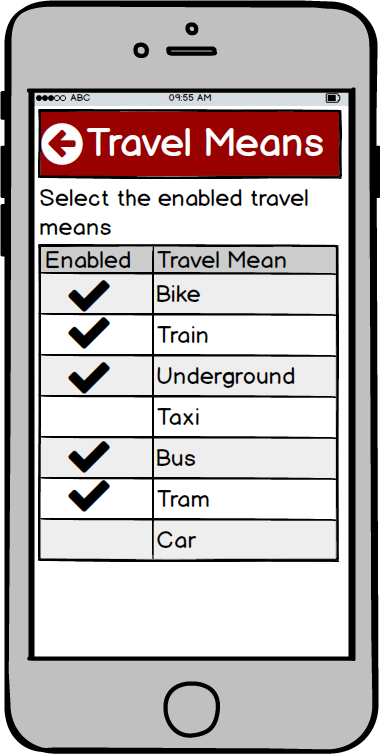 ABC 09:55 AM
Travel Means
Select the enabled travel
means
Enabled Travel Mean
Bike
Train
Underground
Taxi
Bus
Tram
Car